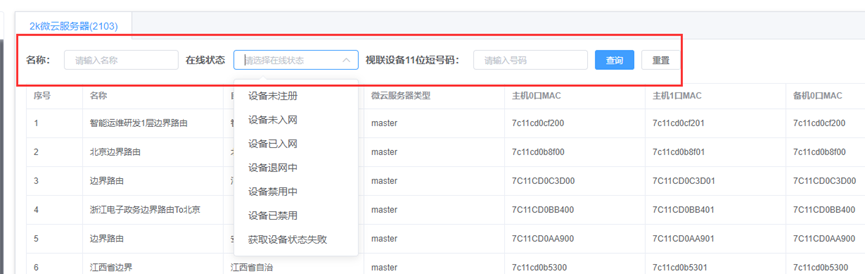 2k微云服务器(2103)
名称： 请输入名称 在线状态 请选择在线状态 视联设备11位短号码： 请输入号码 查询 重置
序号 名称 微云服务器类型 主机0口MAC 主机1口MAC 备机0口MAC
设备未注册
1 智能运维研发1层边界路由 master 7c11cd0cf200 7c11cd0cf201 7c11cd0cf200
设备未入网
设备已入网
2 北京边界路由 master 7c11cd0b8f00 7c11cd0b8f01 7c11cd0b8f00
设备退网中
3 边界路由 master 7C11CD0C3D00 7C11CD0C3D01 7C11CD0C3D00
设备禁用中
4 浙江电子政务边界路由To北京 master 7C11CD0BB400 7C11CD0BB401 7C11CD0BB400
设备已禁用
5 边界路由 master 7C11CD0AA900 7C11CD0AA901 7C11CD0AA900
获取设备状态失败
6 江西省边界 江西省自治 master 7c11cd0b5300 7c11cd0b5301 7c11cd0b5300